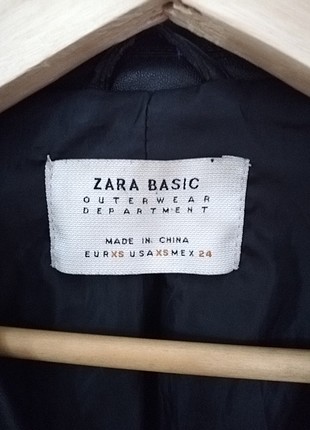 ZARA BASIC
OUTERWEAR
DEPARTMENT
MADE IN CHINA
EUR XS USA XS MEX 24